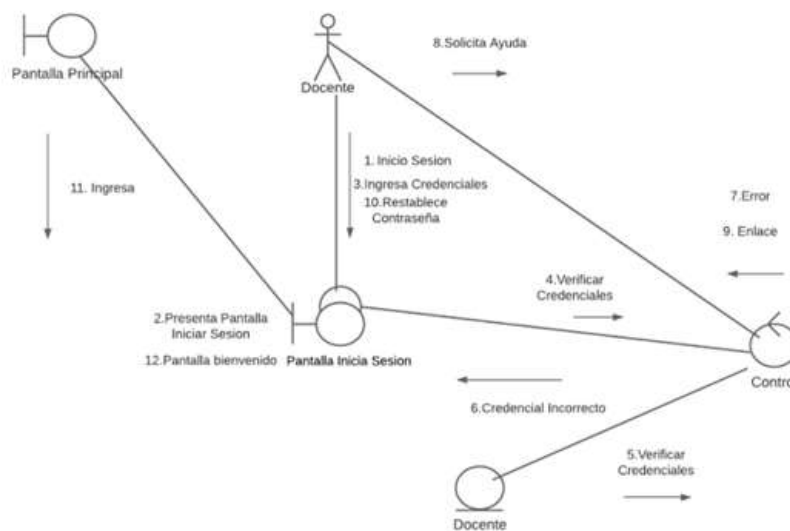 8.Solicita Ayuda
Pantalla Principal
Docente
1. Inicio Sesion
3.Ingresa Credenciales
10.Restablece
Contraseña
11. Ingresa
7.Error
9. Enlace
4.Verificar
Credenciales
2.Presenta Pantalla
Iniciar Sesion
12.Pantalla bienvenido
Pantalla Inicia Sesion
Contro
6.Credencial Incorrecto
5.Verificar
Credenciales
Docente